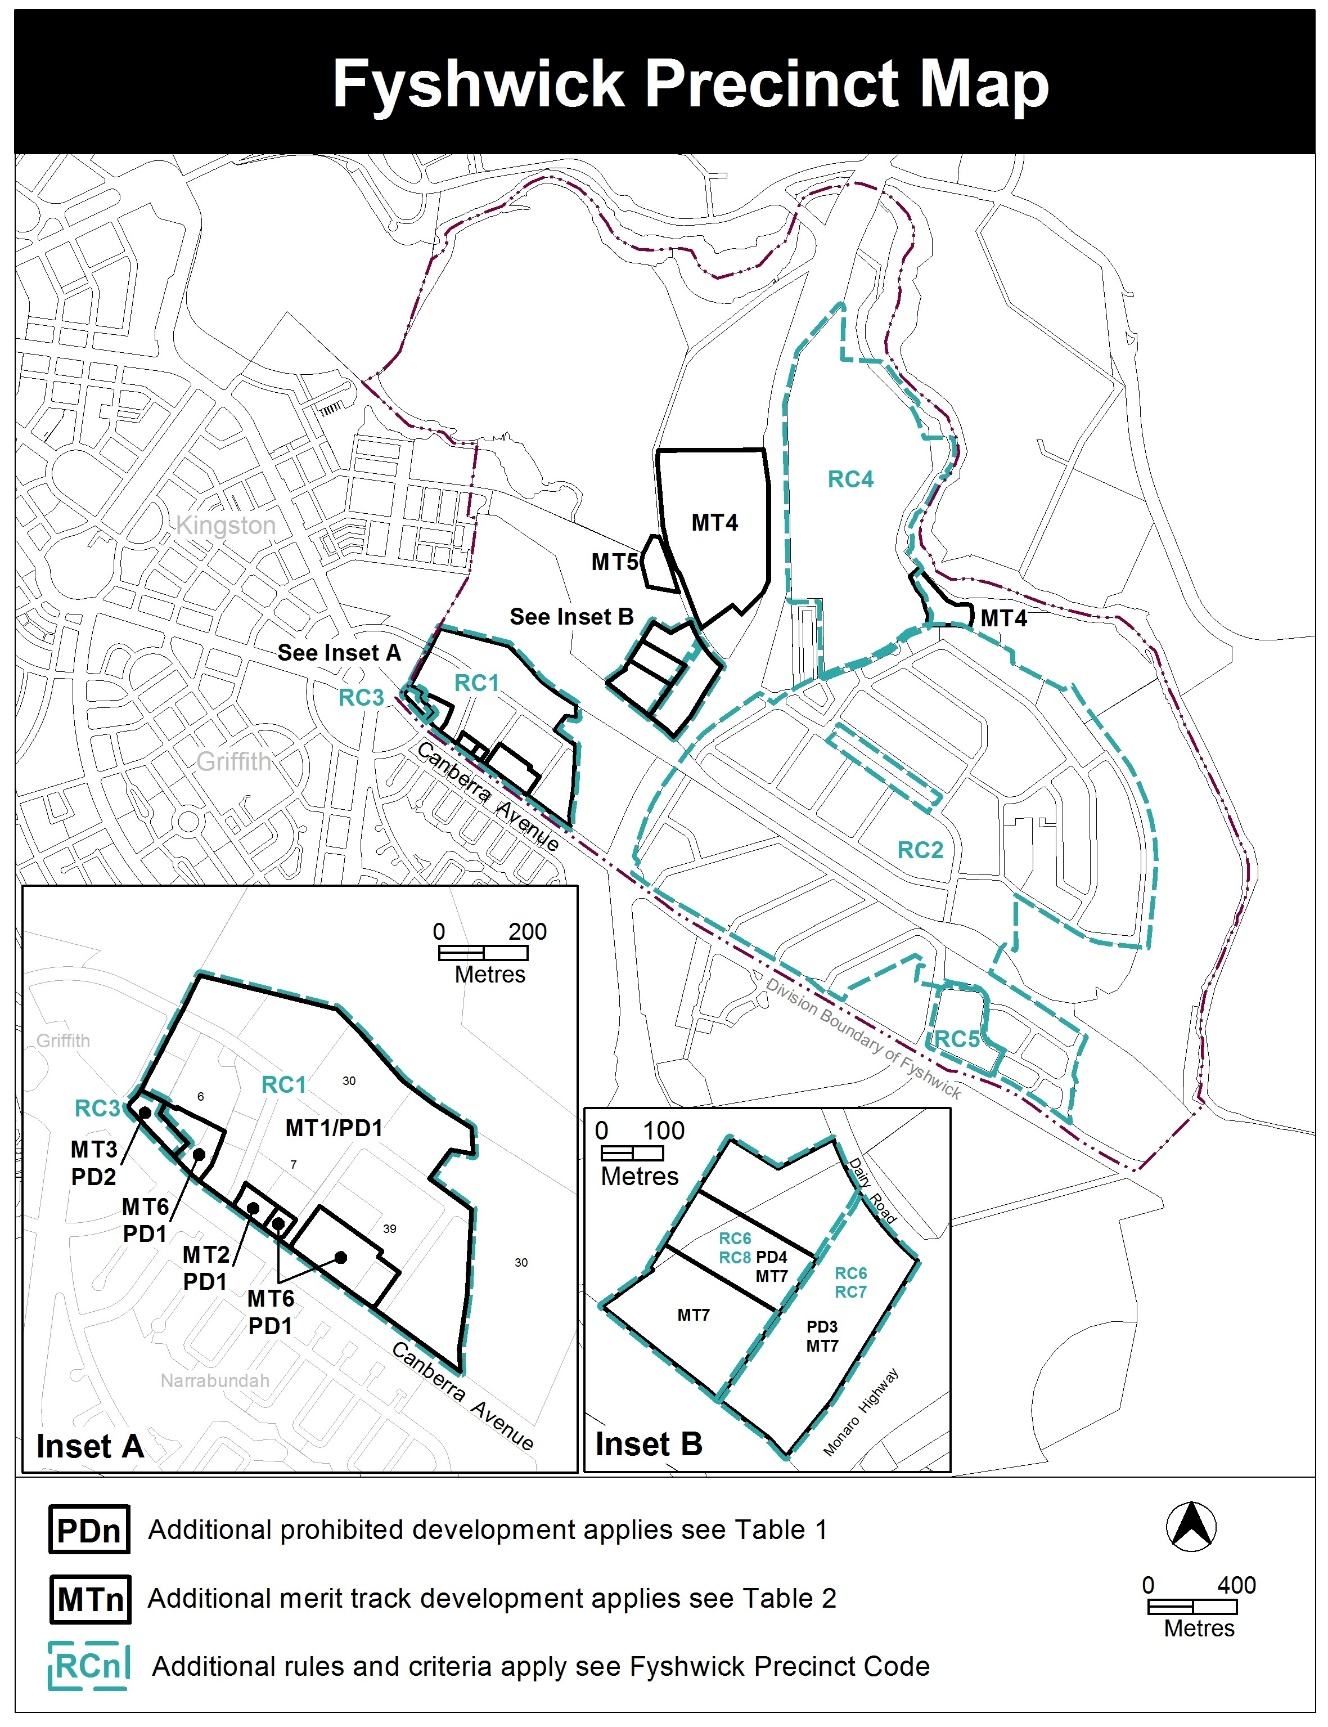 Fyshwick Precinct Map
RC4
MT4
Kingston
MT5
See Inset B
MT4
See Inset A
RC1
RC3
Griffith
Canberra Avenue
RC2
Division Boundary of Fyshwick
RC5
0 200
Metres
Griffith
RC1
30
6
RC3
MT1/PD1
MT3
PD2
7
MT6
PD1
39
MT2
PD1
30
MT6
PD1
Canberra Avenue
Narrabundah
Inset A
0 100
Metres
Dairy Road
RC6
RC8 PD4
MT7
RC6
RC7
MT7
PD3
MT7
Monaro Highway
Inset B
PDn Additional prohibited development applies see Table 1
MTn Additional merit track development applies see Table 2
RCn Additional rules and criteria apply see Fyshwick Precinct Code
0 400
Metres